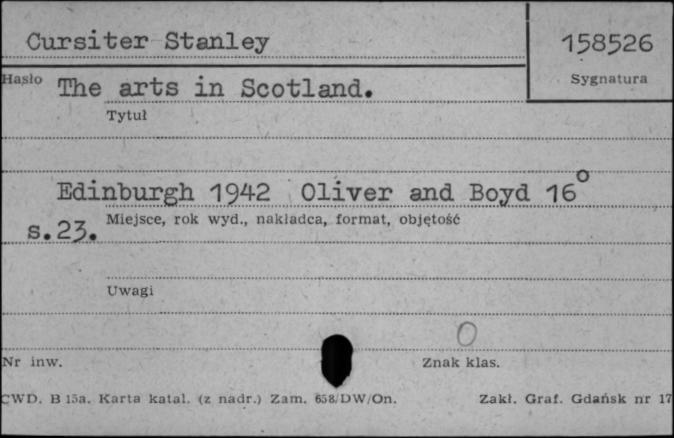 Cursiter Stanley 158526
Hasło The arts in Scotland. Sygnatura
Tytuł
Edinburgh 1942 Oliver and Boyd 16°
s.23. Miejsce, rok wyd., nakładca, format, objętość
Uwagi
0
Nr inw. Znak klas.
CWD. B 15a. Karta katal. (z nadr.) Zam. 658/DW/On. Zakł. Graf. Gdańsk nr 17